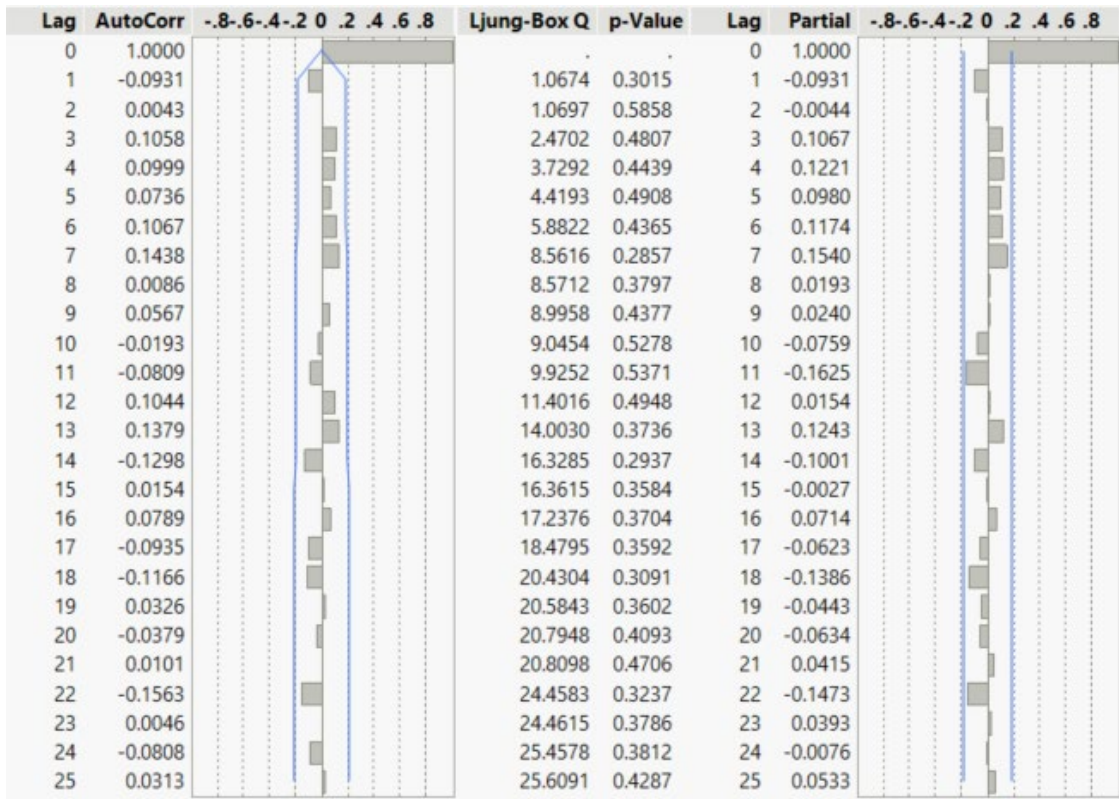 Lag AutoCorr -.8-.6-.4-.2 0 .2 .4 .6 .8 Ljung-Box Q p-Value Lag Partial -.8-.6-.4-.2 0 .2 .4 .6 .8
0 1.0000 . . 0 1.0000
1 -0.0931 1.0674 0.3015 1 -0.0931
2 0.0043 1.0697 0.5858 2 -0.0044
3 0.1058 2.4702 0.4807 3 0.1067
4 0.0999 3.7292 0.4439 4 0.1221
5 0.0736 4.4193 0.4908 5 0.0980
6 0.1067 5.8822 0.4365 6 0.1174
7 0.1438 8.5616 0.2857 7 0.1540
8 0.0086 8.5712 0.3797 8 0.0193
9 0.0567 8.9958 0.4377 9 0.0240
10 -0.0193 9.0454 0.5278 10 -0.0759
11 -0.0809 9.9252 0.5371 11 -0.1625
12 0.1044 11.4016 0.4948 12 0.0154
13 0.1379 14.0030 0.3736 13 0.1243
14 -0.1298 16.3285 0.2937 14 -0.1001
15 0.0154 16.3615 0.3584 15 -0.0027
16 0.0789 17.2376 0.3704 16 0.0714
17 -0.0935 18.4795 0.3592 17 -0.0623
18 -0.1166 20.4304 0.3091 18 -0.1386
19 0.0326 20.5843 0.3602 19 -0.0443
20 -0.0379 20.7948 0.4093 20 -0.0634
21 0.0101 20.8098 0.4706 21 0.0415
22 -0.1563 24.4583 0.3237 22 -0.1473
23 0.0046 24.4615 0.3786 23 0.0393
24 -0.0808 25.4578 0.3812 24 -0.0076
25 0.0313 25.6091 0.4287 25 0.0533